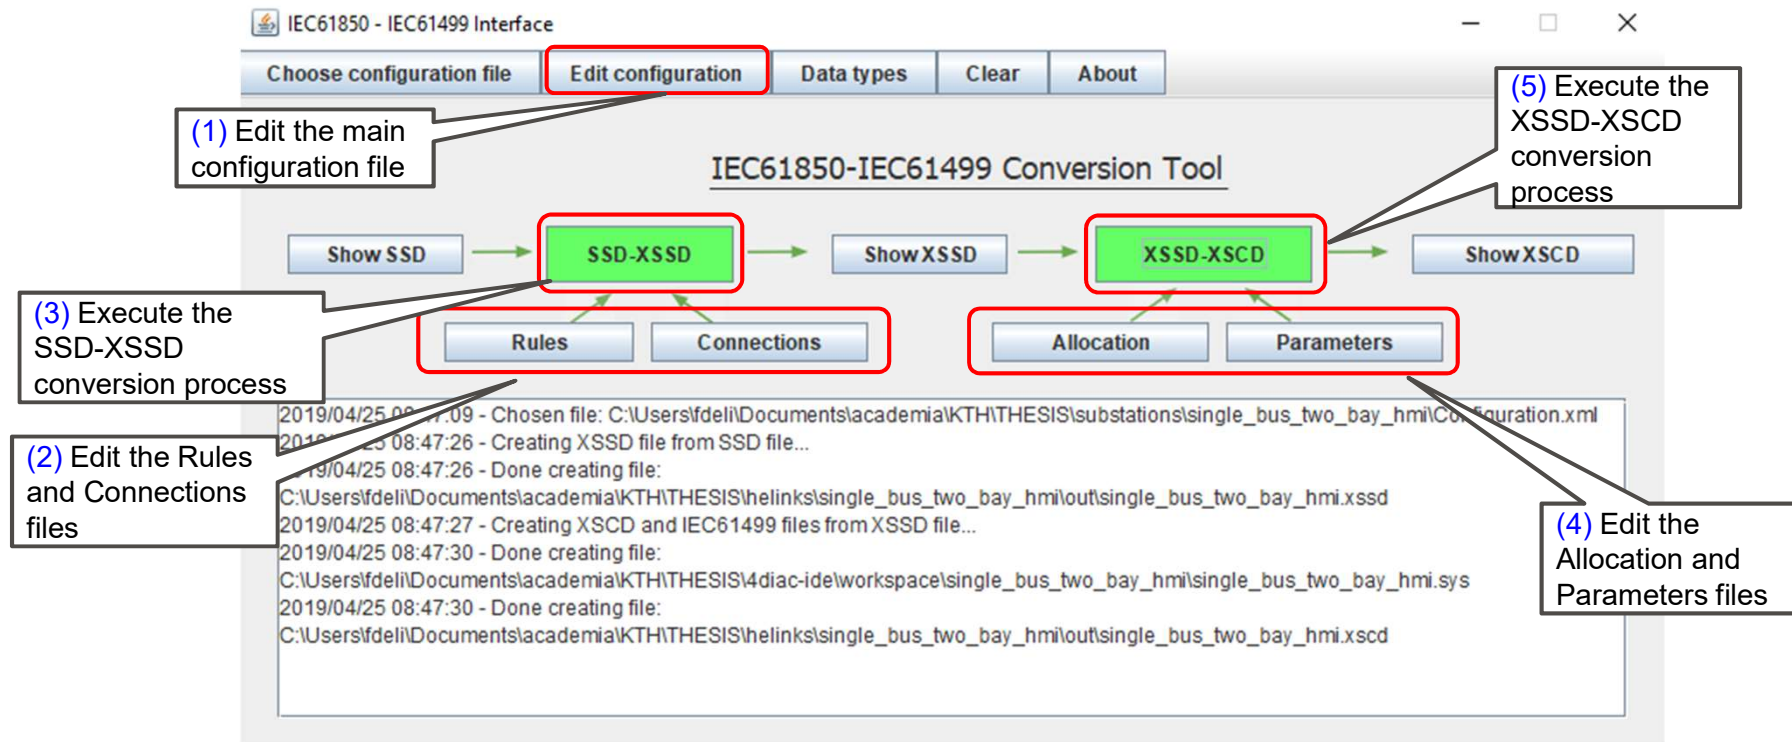 IEC61850 - IEC61499 Interface
Choose configuration file Edit configuration Data types Clear About
(1) Edit the main
configuration file
(5) Execute the
XSSD-XSCD
conversion
process
IEC61850-IEC61499 Conversion Tool
Show SSD SSD-XSSD Show XSSD XSSD-XSCD Show XSCD
(3) Execute the
SSD-XSSD
conversion process
Rules Connections Allocation Parameters
(2) Edit the Rules
and Connections
files
2019/04/25 08:47:09 - Chosen file: C:\Users\fdeli\Documents\academia\KTH\THESIS\substations\single_bus_two_bay_hmi\Configuration.xml
2019/04/25 08:47:26 - Creating XSSD file from SSD file...
2019/04/25 08:47:26 - Done creating file:
C:\Users\fdeli\Documents\academia\KTH\THESIS\helinks\single_bus_two_bay_hmi\out\single_bus_two_bay_hmi.xssd
2019/04/25 08:47:27 - Creating XSCD and IEC61499 files from XSSD file...
2019/04/25 08:47:30 - Done creating file:
C:\Users\fdeli\Documents\academia\KTH\THESIS\4diac-ide\workspace\single_bus_two_bay_hmi\single_bus_two_bay_hmi.sys
2019/04/25 08:47:30 - Done creating file:
C:\Users\fdeli\Documents\academia\KTH\THESIS\helinks\single_bus_two_bay_hmi\out\single_bus_two_bay_hmi.xscd
(4) Edit the
Allocation and
Parameters files